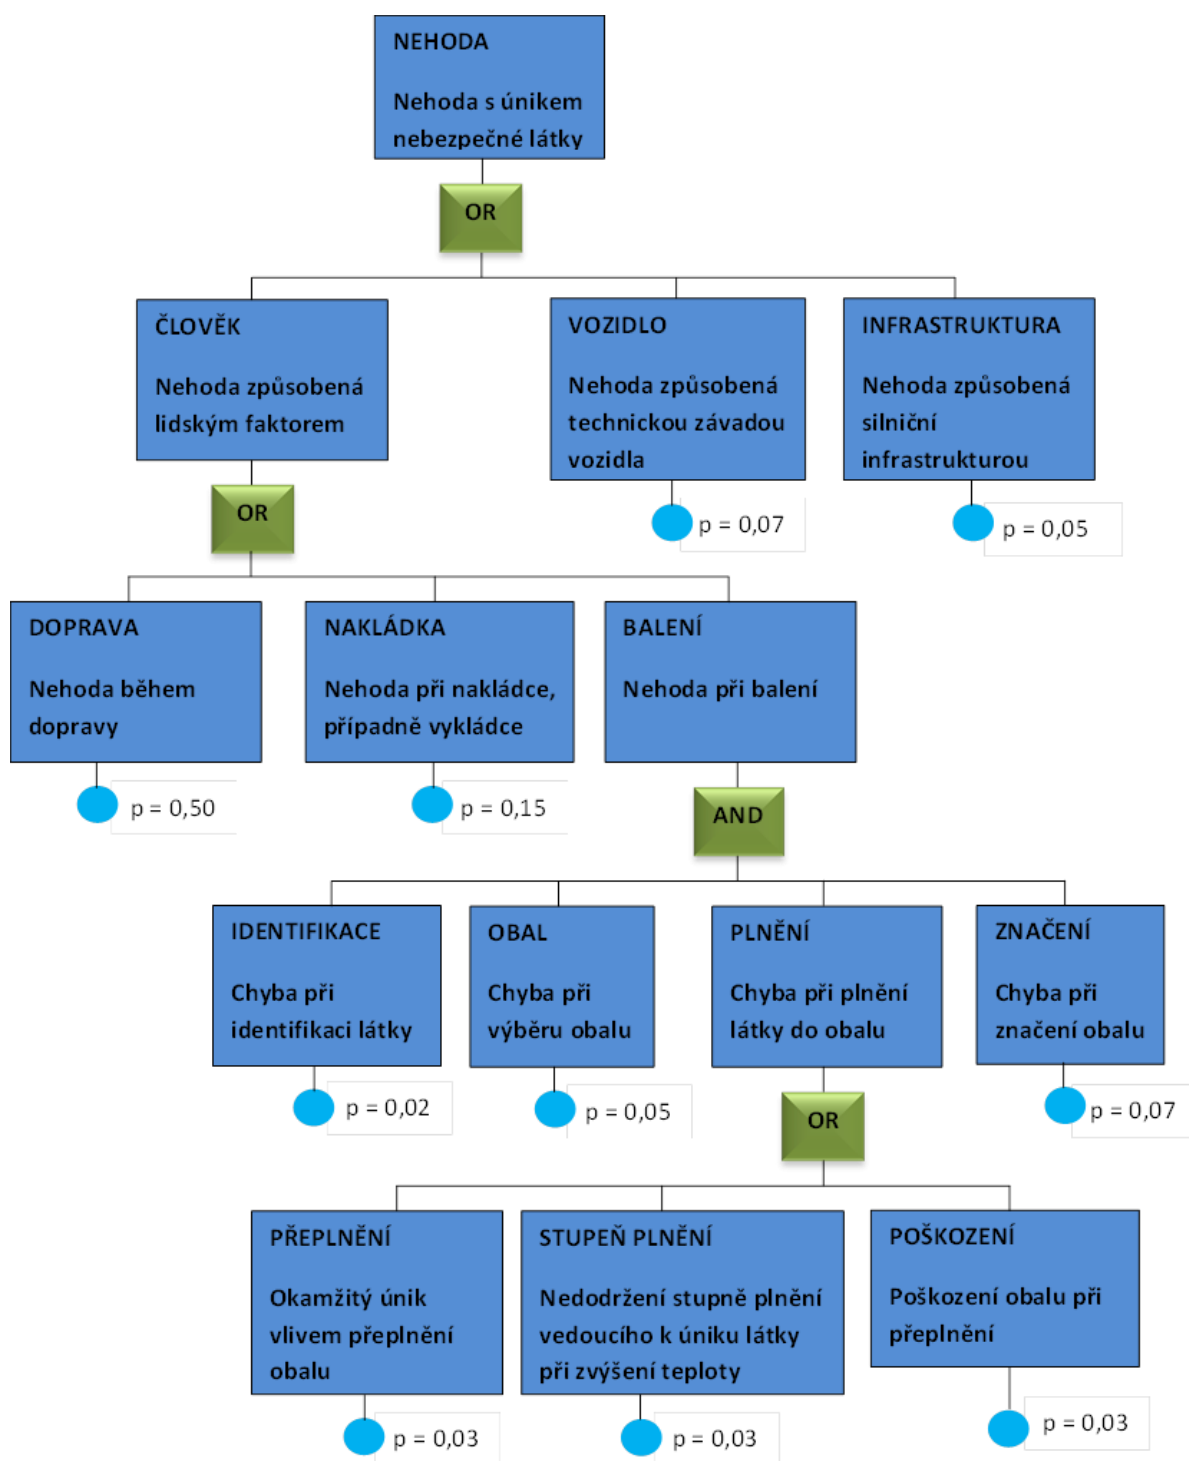 NEHODA
Nehoda s únikem
nebezpečné látky
OR
ČLOVĚK
Nehoda způsobená
lidským faktorem
VOZIDLO
Nehoda způsobená
technickou závadou
vozidla
INFRASTRUKTURA
Nehoda způsobená
silniční
infrastrukturou
OR
p = 0,07
p = 0,05
DOPRAVA
Nehoda během
dopravy
NAKLÁDKA
Nehoda při nakládce,
případně vykládce
BALENÍ
Nehoda při balení
p = 0,50
p = 0,15
AND
IDENTIFIKACE
Chyba při
identifikaci látky
OBAL
Chyba při
výběru obalu
PLNĚNÍ
Chyba při plnění
látky do obalu
ZNAČENÍ
Chyba při
značení obalu
p = 0,02
p = 0,05
OR
p = 0,07
PŘEPLNĚNÍ
Okamžitý únik
vlivem přeplnění
obalu
STUPEŇ PLNĚNÍ
Nedodržení stupně plnění
vedoucího k úniku látky
při zvýšení teploty
POŠKOZENÍ
Poškození obalu při
přeplnění
p = 0,03
p = 0,03
p = 0,03